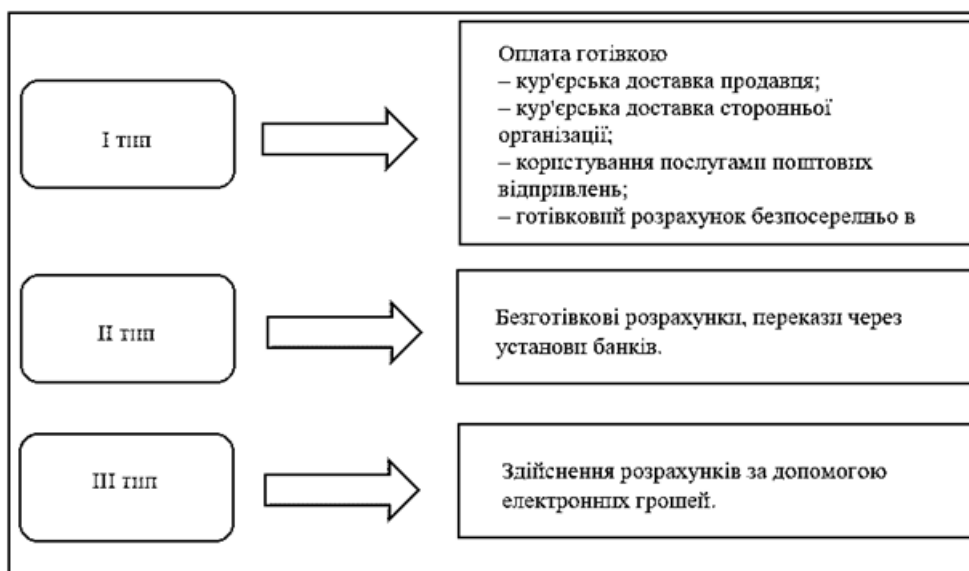 I тип
Оплата готівкою
– кур'єрська доставка продавця;
– кур'єрська доставка сторонньої
організації;
– користування послугами поштових
відправлень;
– готівковий розрахунок безпосередньо в
II тип
Безготівкові розрахунки, перекази через
установи банків.
III тип
Здійснення розрахунків за допомогою
електронних грошей.